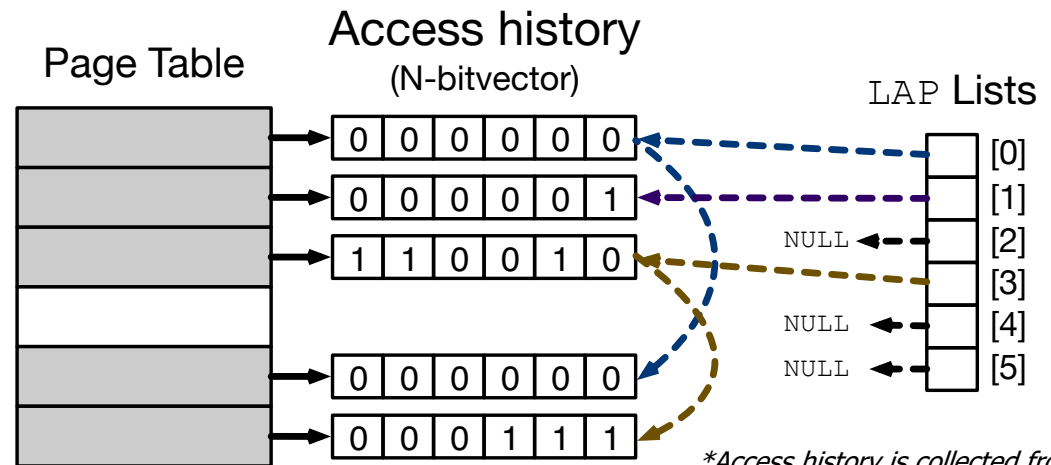 Page Table
Access history
(N-bitvector)
LAP Lists
0 0 0 0 0 0
[0]
0 0 0 0 0 1
[1]
NULL
[2]
1 1 0 0 1 0
[3]
NULL
[4]
NULL
[5]
0 0 0 0 0 0
0 0 0 1 1 1
*Access history is collected